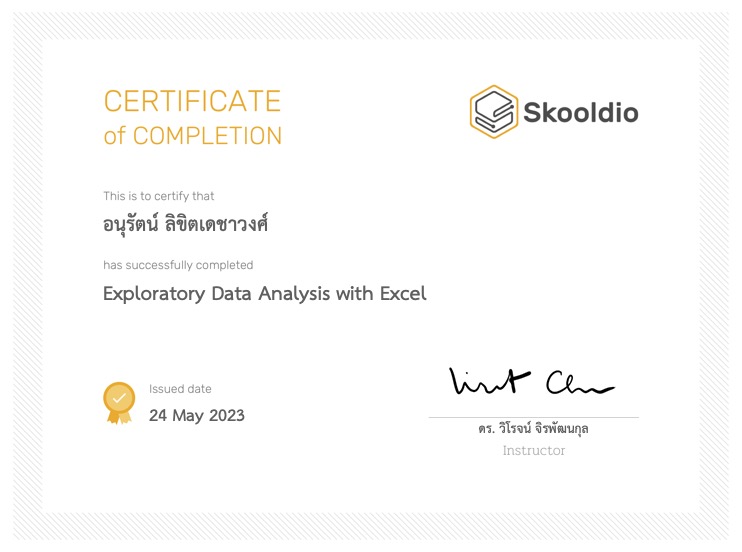 CERTIFICATE
of COMPLETION
Skooldio
This is to certify that
อนุรัตน์ ลิขิตเดชาวงศ์
has successfully completed
Exploratory Data Analysis with Excel
Issued date
24 May 2023
ดร. วิโรจน์ จิรพัฒนกุล
Instructor